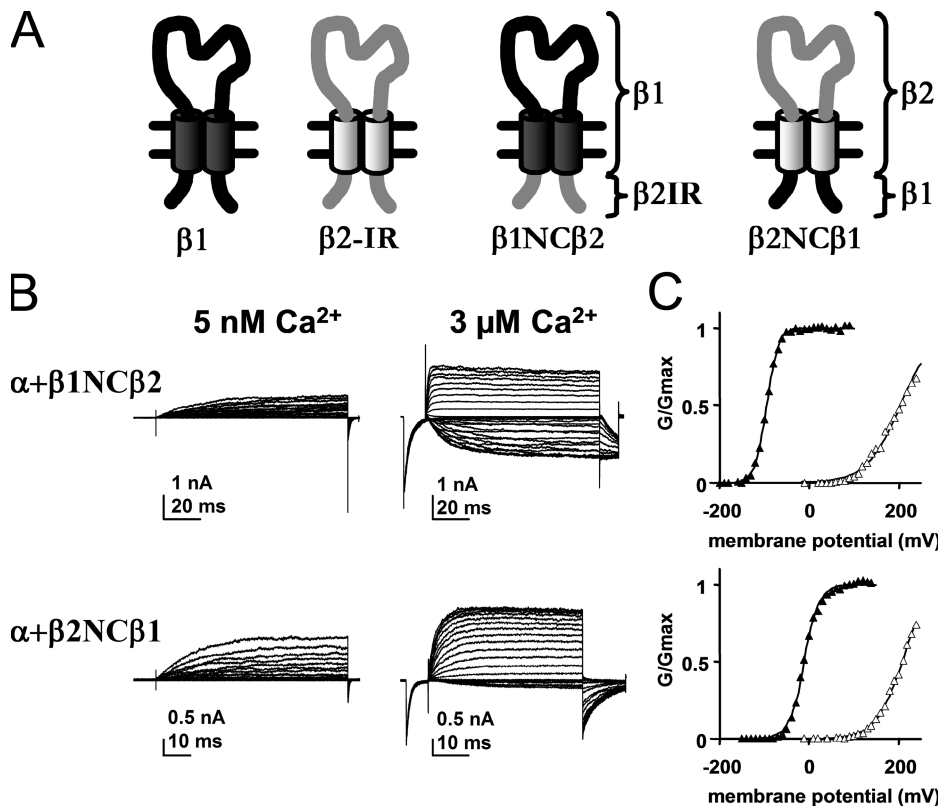 A
β1
β2-IR
β1NCβ2
β2NCβ1
β1
β2IR
β2
β1
B
5 nM Ca²⁺
3 µM Ca²⁺
α+β1NCβ2
1 nA
20 ms
1 nA
20 ms
α+β2NCβ1
0.5 nA
10 ms
0.5 nA
10 ms
C
G/Gmax
1
0.5
0
-200
0
200
membrane potential (mV)
G/Gmax
1
0.5
0
-200
0
200
membrane potential (mV)